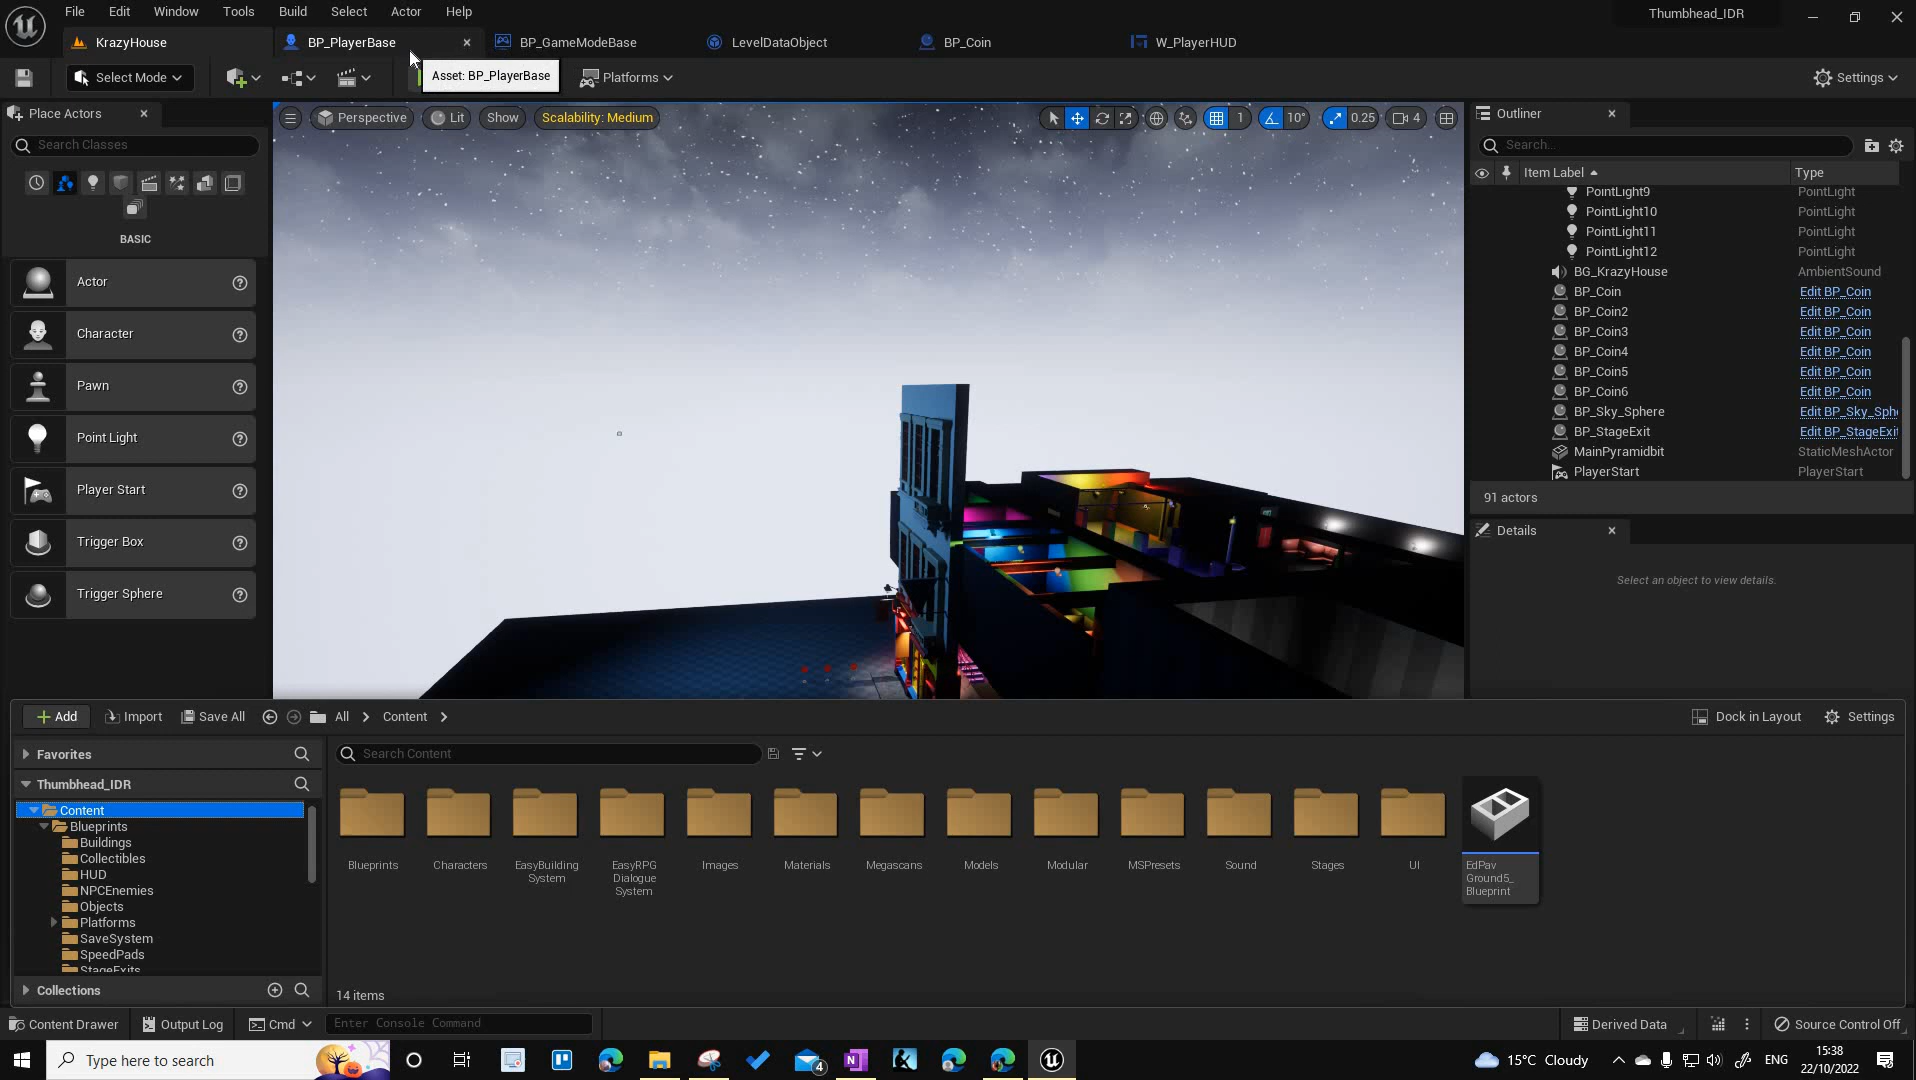 File Edit Window Tools Build Select Actor Help
Thumbhead_IDR
KrazyHouse
BP_PlayerBase
BP_GameModeBase
LevelDataObject
BP_Coin
W_PlayerHUD
Select Mode
Asset: BP_PlayerBase
Platforms
Settings
Place Actors
Search Classes
BASIC
Actor
Character
Pawn
Point Light
Player Start
Trigger Box
Trigger Sphere
Perspective
Lit
Show
Scalability: Medium
1
10°
0.25
4
Outliner
Search...
Item Label
Type
PointLight9 PointLight
PointLight10 PointLight
PointLight11 PointLight
PointLight12 PointLight
BG_KrazyHouse AmbientSound
BP_Coin Edit BP_Coin
BP_Coin2 Edit BP_Coin
BP_Coin3 Edit BP_Coin
BP_Coin4 Edit BP_Coin
BP_Coin5 Edit BP_Coin
BP_Coin6 Edit BP_Coin
BP_Sky_Sphere Edit BP_Sky_Sph
BP_StageExit Edit BP_StageExit
MainPyramidbit StaticMeshActor
PlayerStart PlayerStart
91 actors
Details
Select an object to view details.
Add
Import
Save All
All
Content
Dock in Layout
Settings
Favorites
Search Content
Thumbhead_IDR
Content
Blueprints
Buildings
Collectibles
HUD
NPCEnemies
Objects
Platforms
SaveSystem
SpeedPads
StageExits
Collections
Blueprints
Characters
EasyBuilding
System
EasyRPG
Dialogue
System
Images
Materials
Megascans
Models
Modular
MSPresets
Sound
Stages
UI
EdPav
Ground5_
Blueprint
14 items
Content Drawer
Output Log
Cmd
Enter Console Command
Derived Data
Source Control Off
Type here to search
4
15°C Cloudy
ENG
15:38
22/10/2022